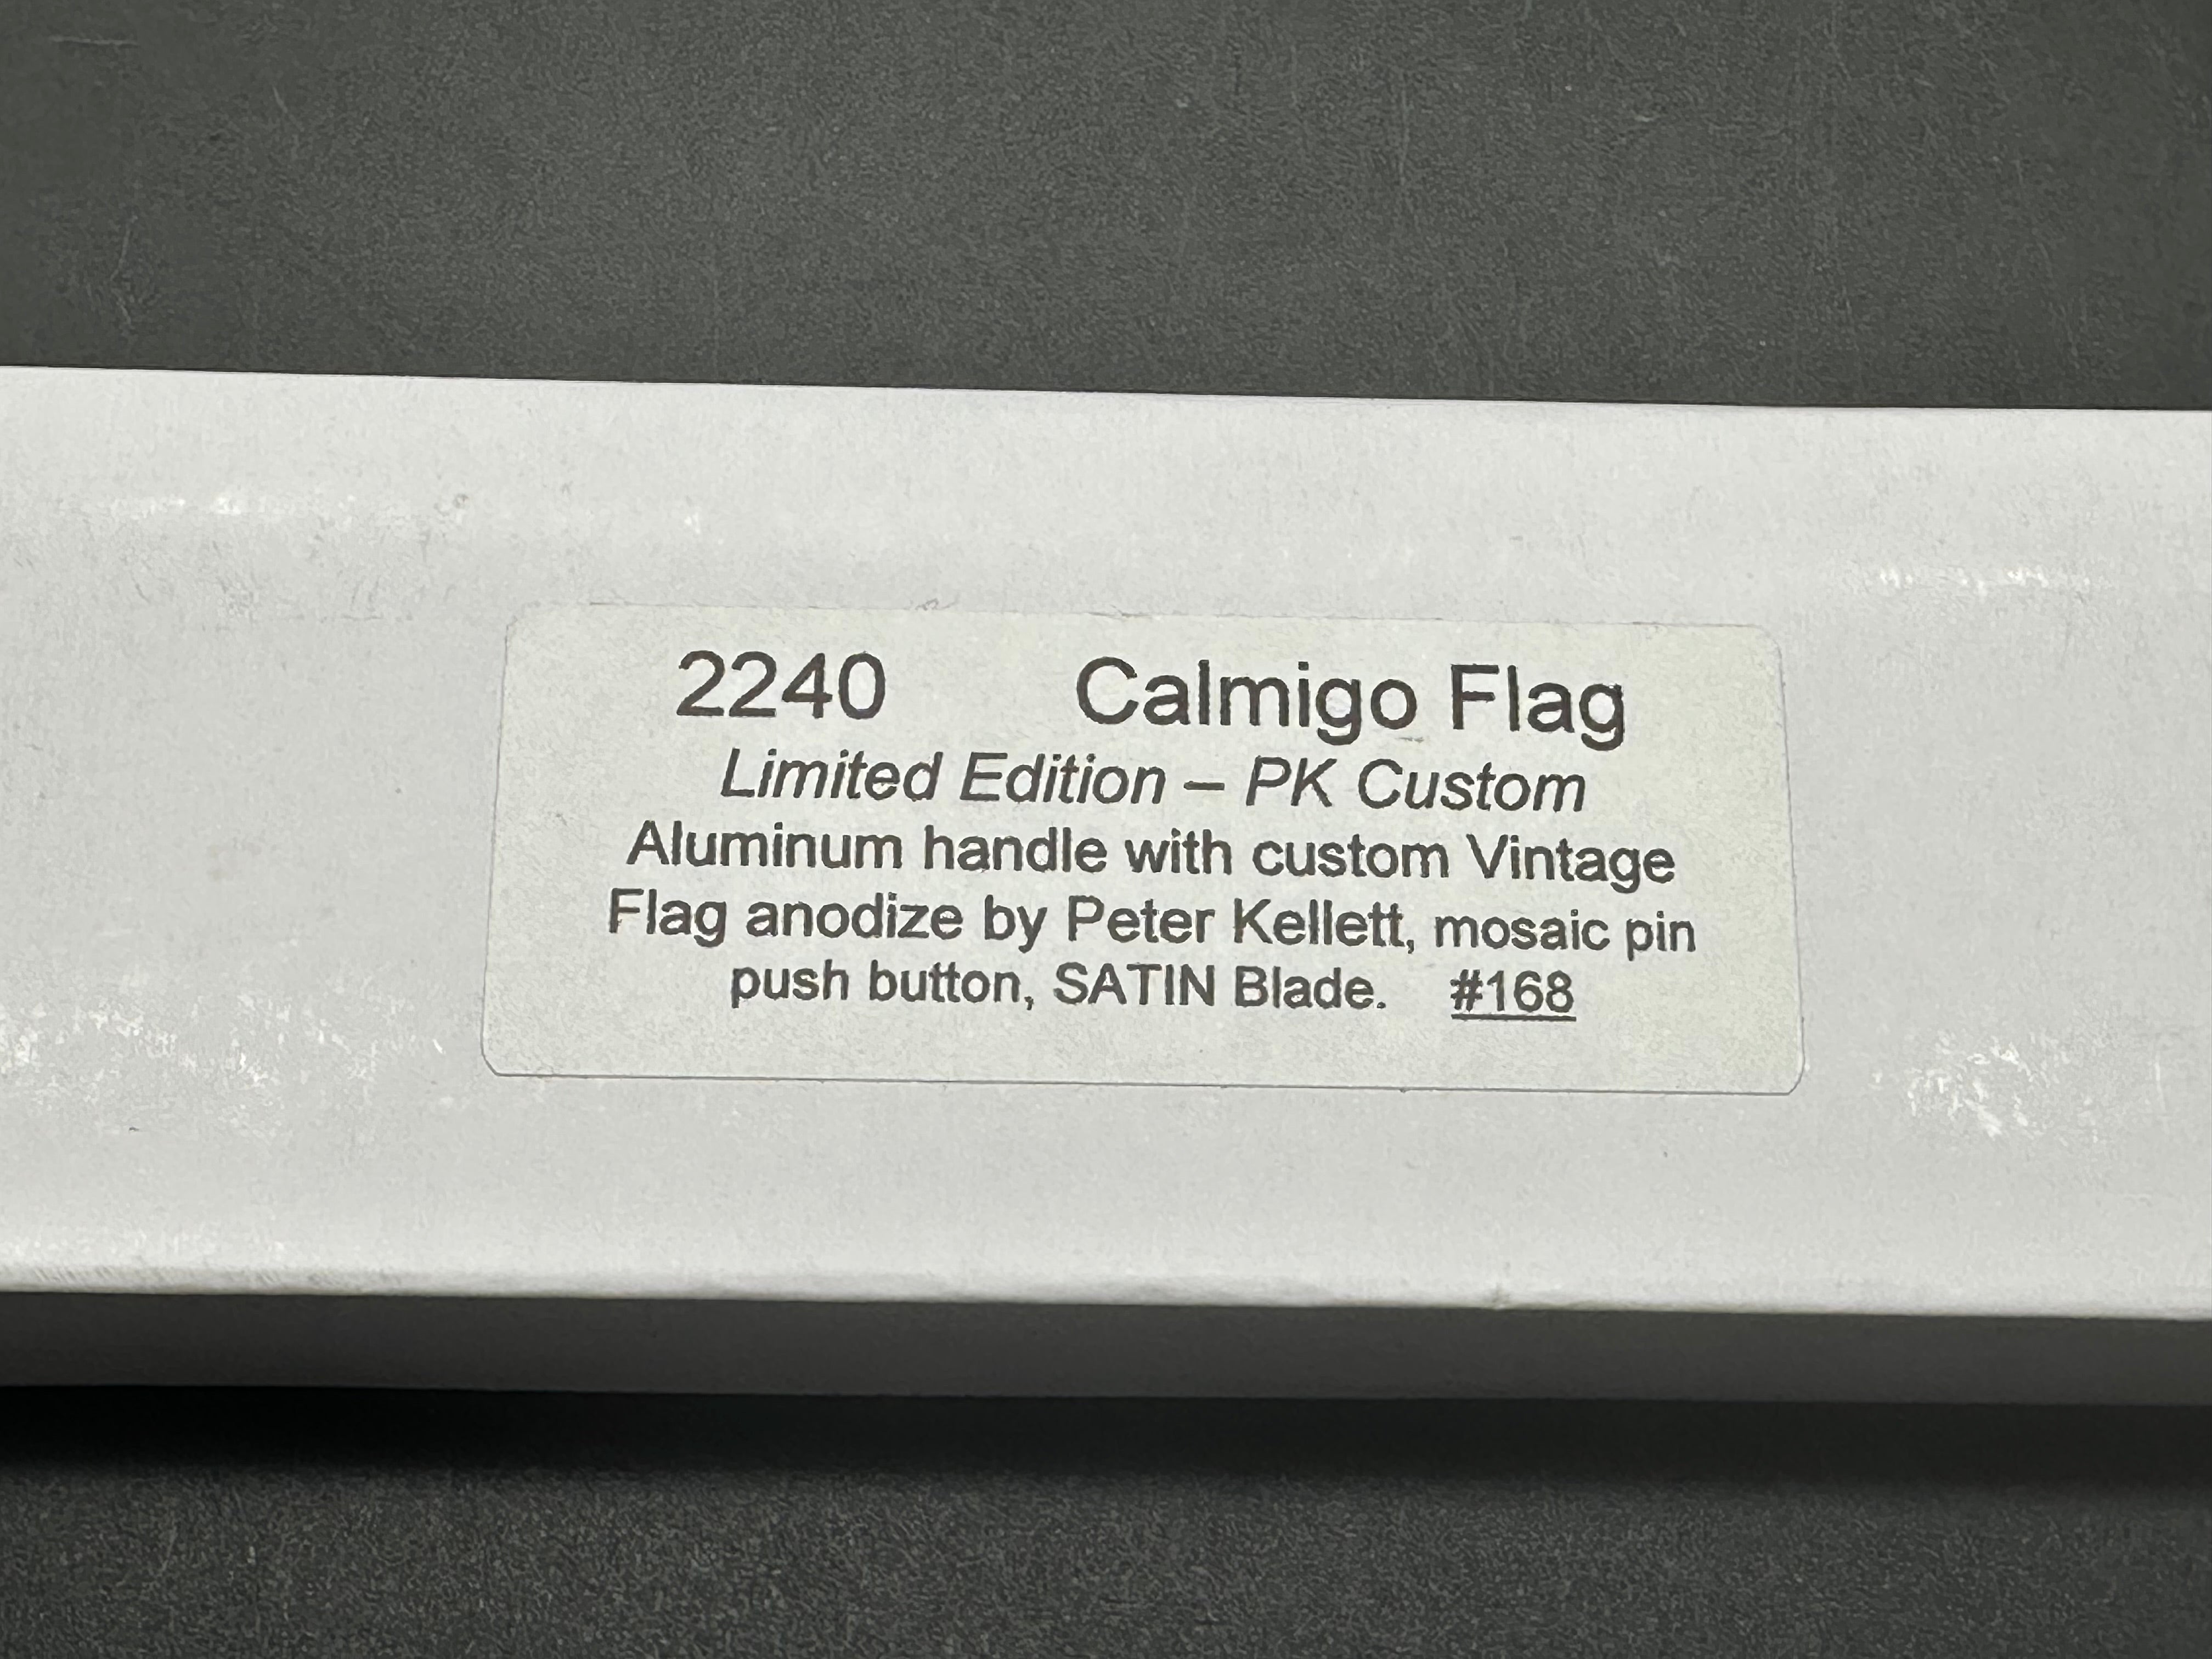 2240 Calmigo Flag
Limited Edition – PK Custom
Aluminum handle with custom Vintage
Flag anodize by Peter Kellett, mosaic pin
push button, SATIN Blade. #168